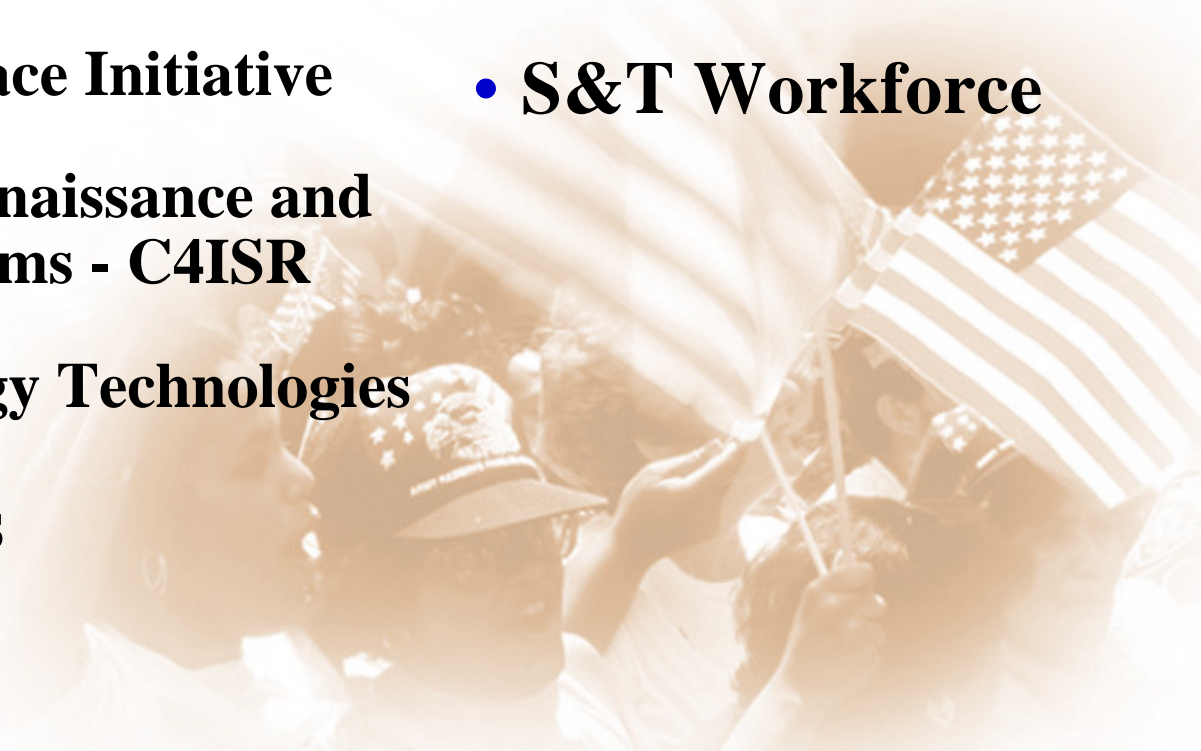 ace Initiative
naissance and
ms - C4ISR
gy Technologies
s
• S&T Workforce